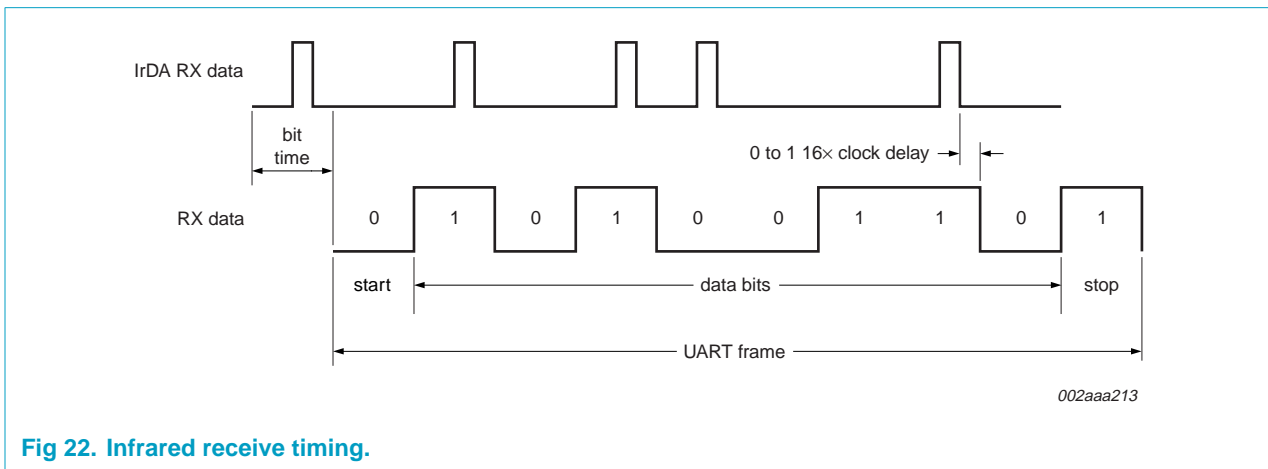 IrDA RX data
bit
time
0 to 1 16× clock delay
RX data
0 1 0 1 0 0 1 1 0 1
start data bits stop
UART frame
002aaa213
Fig 22. Infrared receive timing.